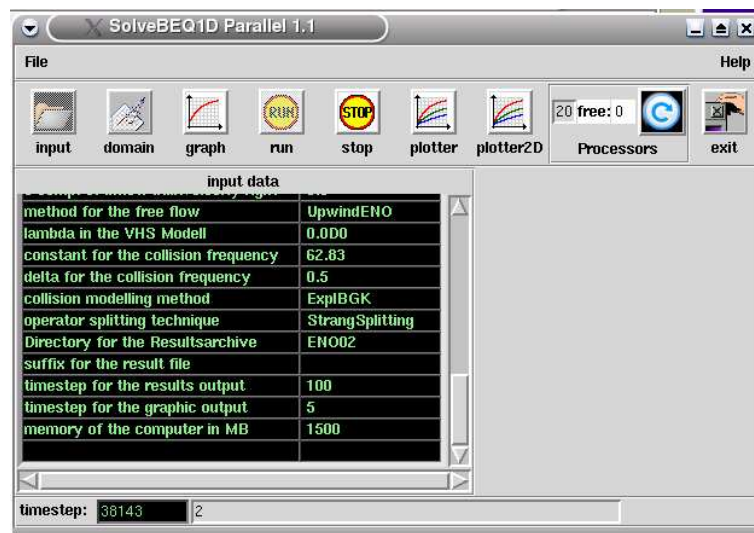 SolveBEQ1D Parallel 1.1
File Help
RUN STOP 20 free: 0
input domain graph run stop plotter plotter2D Processors exit
input data
method for the free flow UpwindENO
lambda in the VHS Modell 0.0D0
constant for the collision frequency 62.83
delta for the collision frequency 0.5
collision modelling method ExplBGK
operator splitting technique StrangSplitting
Directory for the Resultsarchive ENO02
suffix for the result file
timestep for the results output 100
timestep for the graphic output 5
memory of the computer in MB 1500
timestep: 38143 2